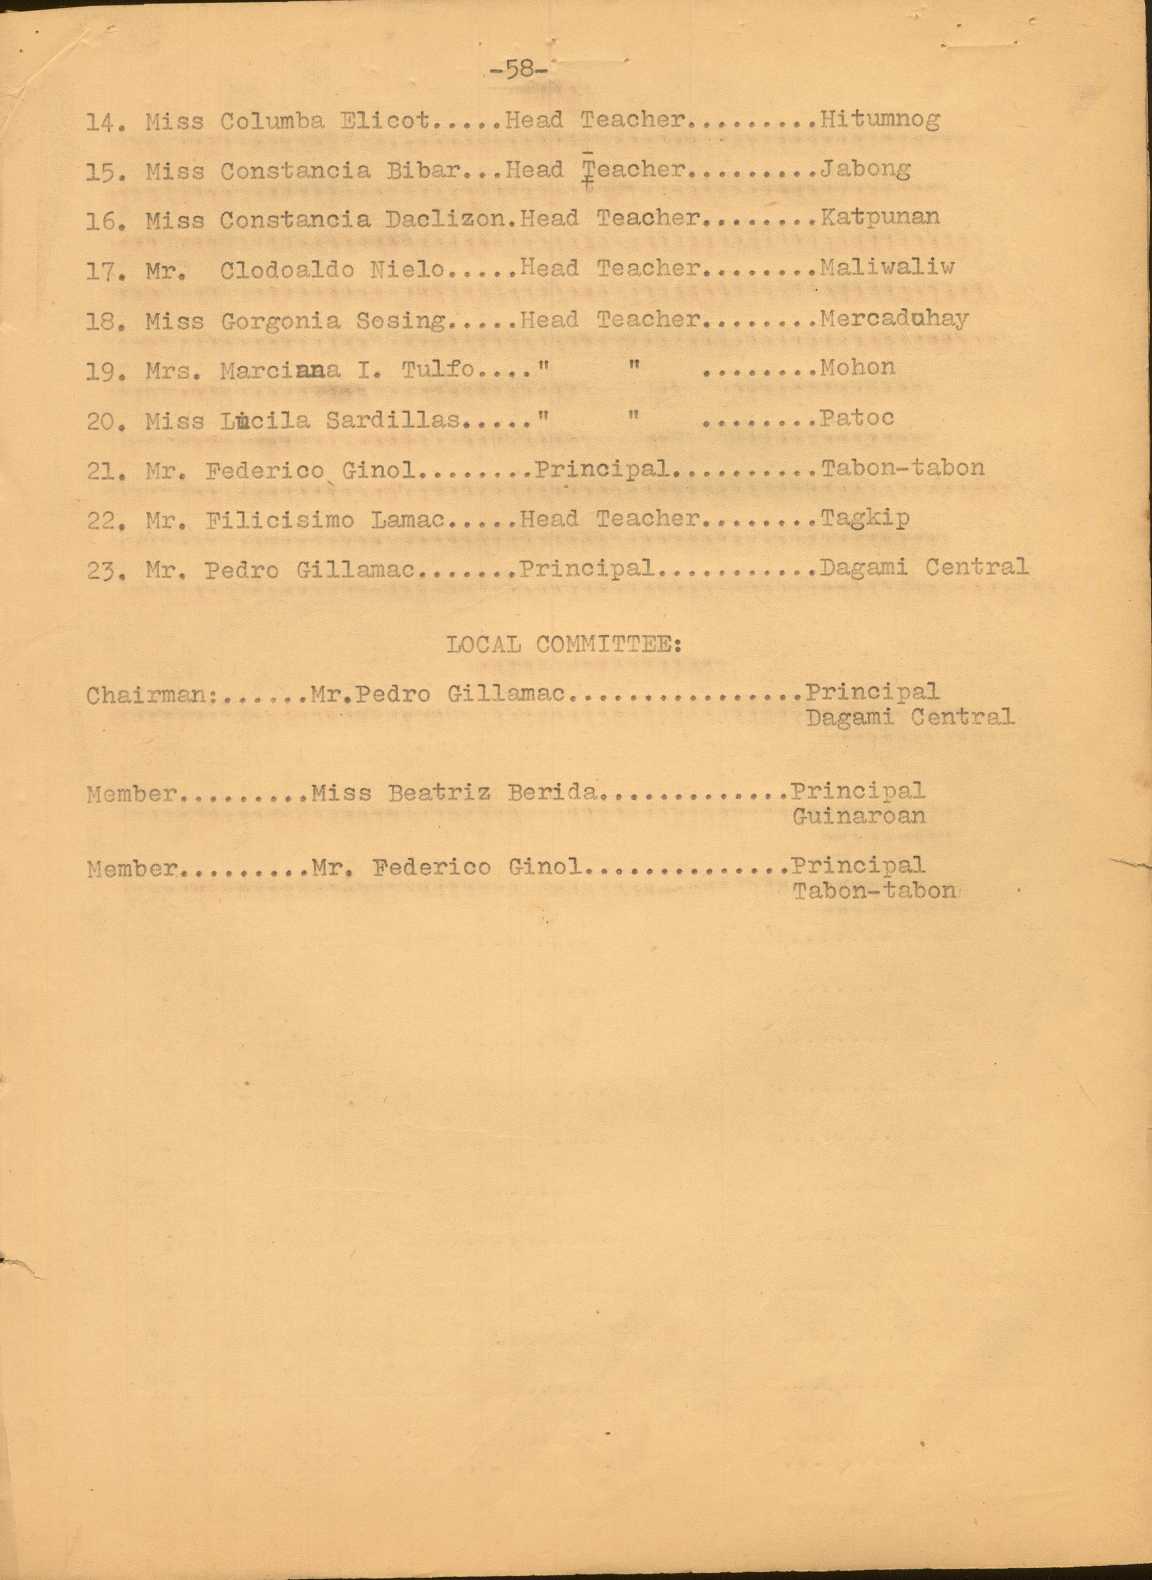 -58-
14. Miss Columba Elicot.....Head Teacher.........Hitumnog
15. Miss Constancia Bibar...Head Teacher.........Jabong
16. Miss Constancia Daclizon.Head Teacher........Katpunan
17. Mr.  Clodoaldo Nielo.....Head Teacher........Maliwaliw
18. Miss Gorgonia Sosing.....Head Teacher........Mercaduhay
19. Mrs. Marciana I. Tulfo...."     "    ........Mohon
20. Miss Lucila Sardillas....."     "    ........Patoc
21. Mr. Federico Ginol........Principal..........Tabon-tabon
22. Mr. Filicisimo Lamac.....Head Teacher........Tagkip
23. Mr. Pedro Gillamac.......Principal...........Dagami Central
LOCAL COMMITTEE:
Chairman:......Mr.Pedro Gillamac................Principal
Dagami Central
Member.........Miss Beatriz Berida.............Principal
Guinaroan
Member.........Mr. Federico Ginol..............Principal
Tabon-tabon